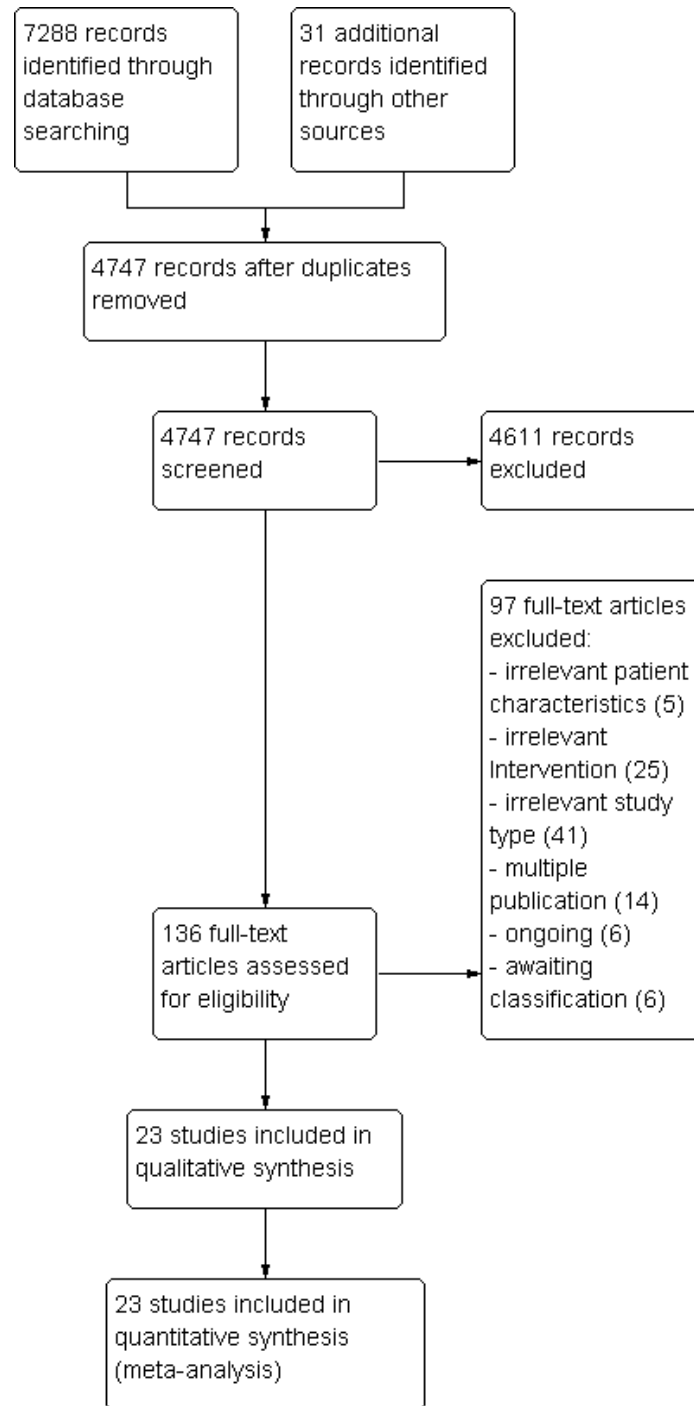 7288 records
identified through
database
searching
31 additional
records identified
through other
sources
4747 records after duplicates
removed
4747 records
screened
4611 records
excluded
97 full-text articles
excluded:
- irrelevant patient
characteristics (5)
- irrelevant
Intervention (25)
- irrelevant study
type (41)
- multiple
publication (14)
- ongoing (6)
- awaiting
classification (6)
136 full-text
articles assessed
for eligibility
23 studies included in
qualitative synthesis
23 studies included in
quantitative synthesis
(meta-analysis)